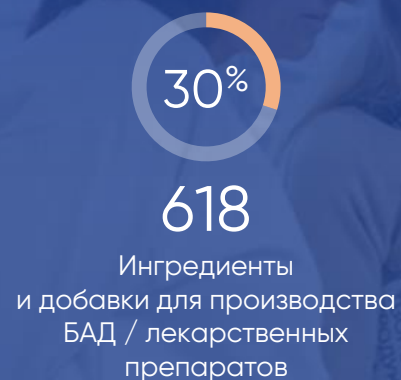 30%
618
Ингредиенты
и добавки для производства
БАД / лекарственных
препаратов